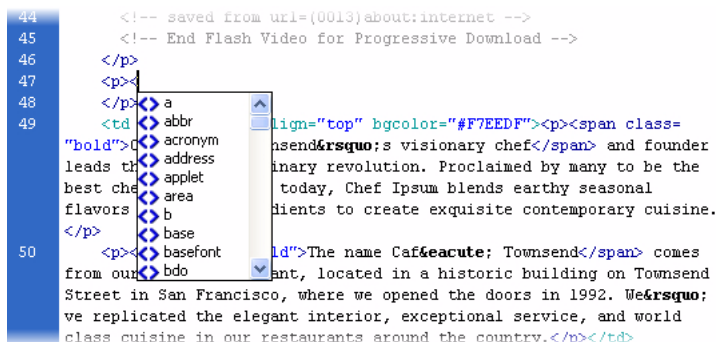 44 <!-- saved from url=(0013)about:internet -->
45 <!-- End Flash Video for Progressive Download -->
46 </p>
47 <p><
48 </p>
a
abbr
acronym
address
applet
area
b
base
basefont
bdo
49 <td lign="top" bgcolor="#F7EEDF"><p><span class=
"bold">C nsend&rsquo;s visionary chef</span> and founder
leads th inary revolution. Proclaimed by many to be the
best che today, Chef Ipsum blends earthy seasonal
flavors dients to create exquisite contemporary cuisine.
</p>
50 <p>< ld">The name Caf&eacute; Townsend</span> comes
from our ant, located in a historic building on Townsend
Street in San Francisco, where we opened the doors in 1992. We&rsquo;
ve replicated the elegant interior, exceptional service, and world
class cuisine in our restaurants around the country.</p></td>